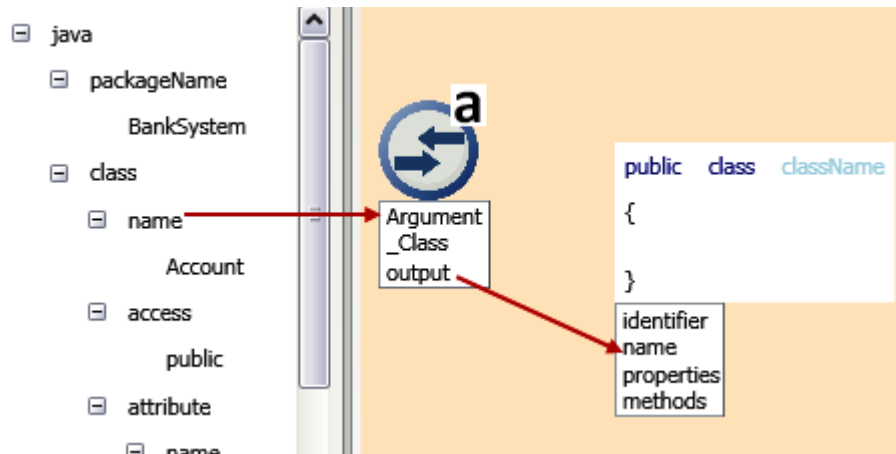 java
packageName
BankSystem
class
name
Account
access
public
attribute
name
a
Argument
_Class
output
public class className
{
}
identifier
name
properties
methods